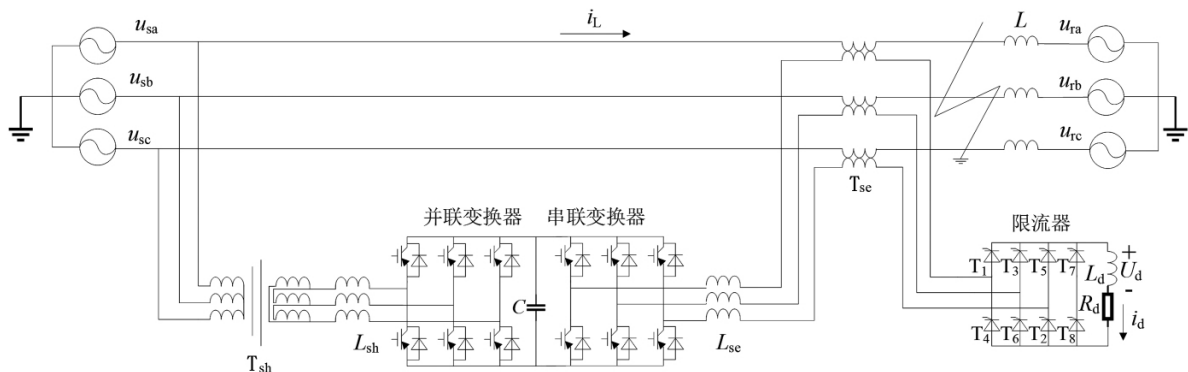 u_sa
i_L
L
u_ra
u_sb
u_rb
u_sc
u_rc
T_se
并联变换器
串联变换器
限流器
T_1
T_3
T_5
T_7
L_d
+
U_d
-
C
R_d
i_d
L_sh
L_se
T_4
T_6
T_2
T_8
T_sh